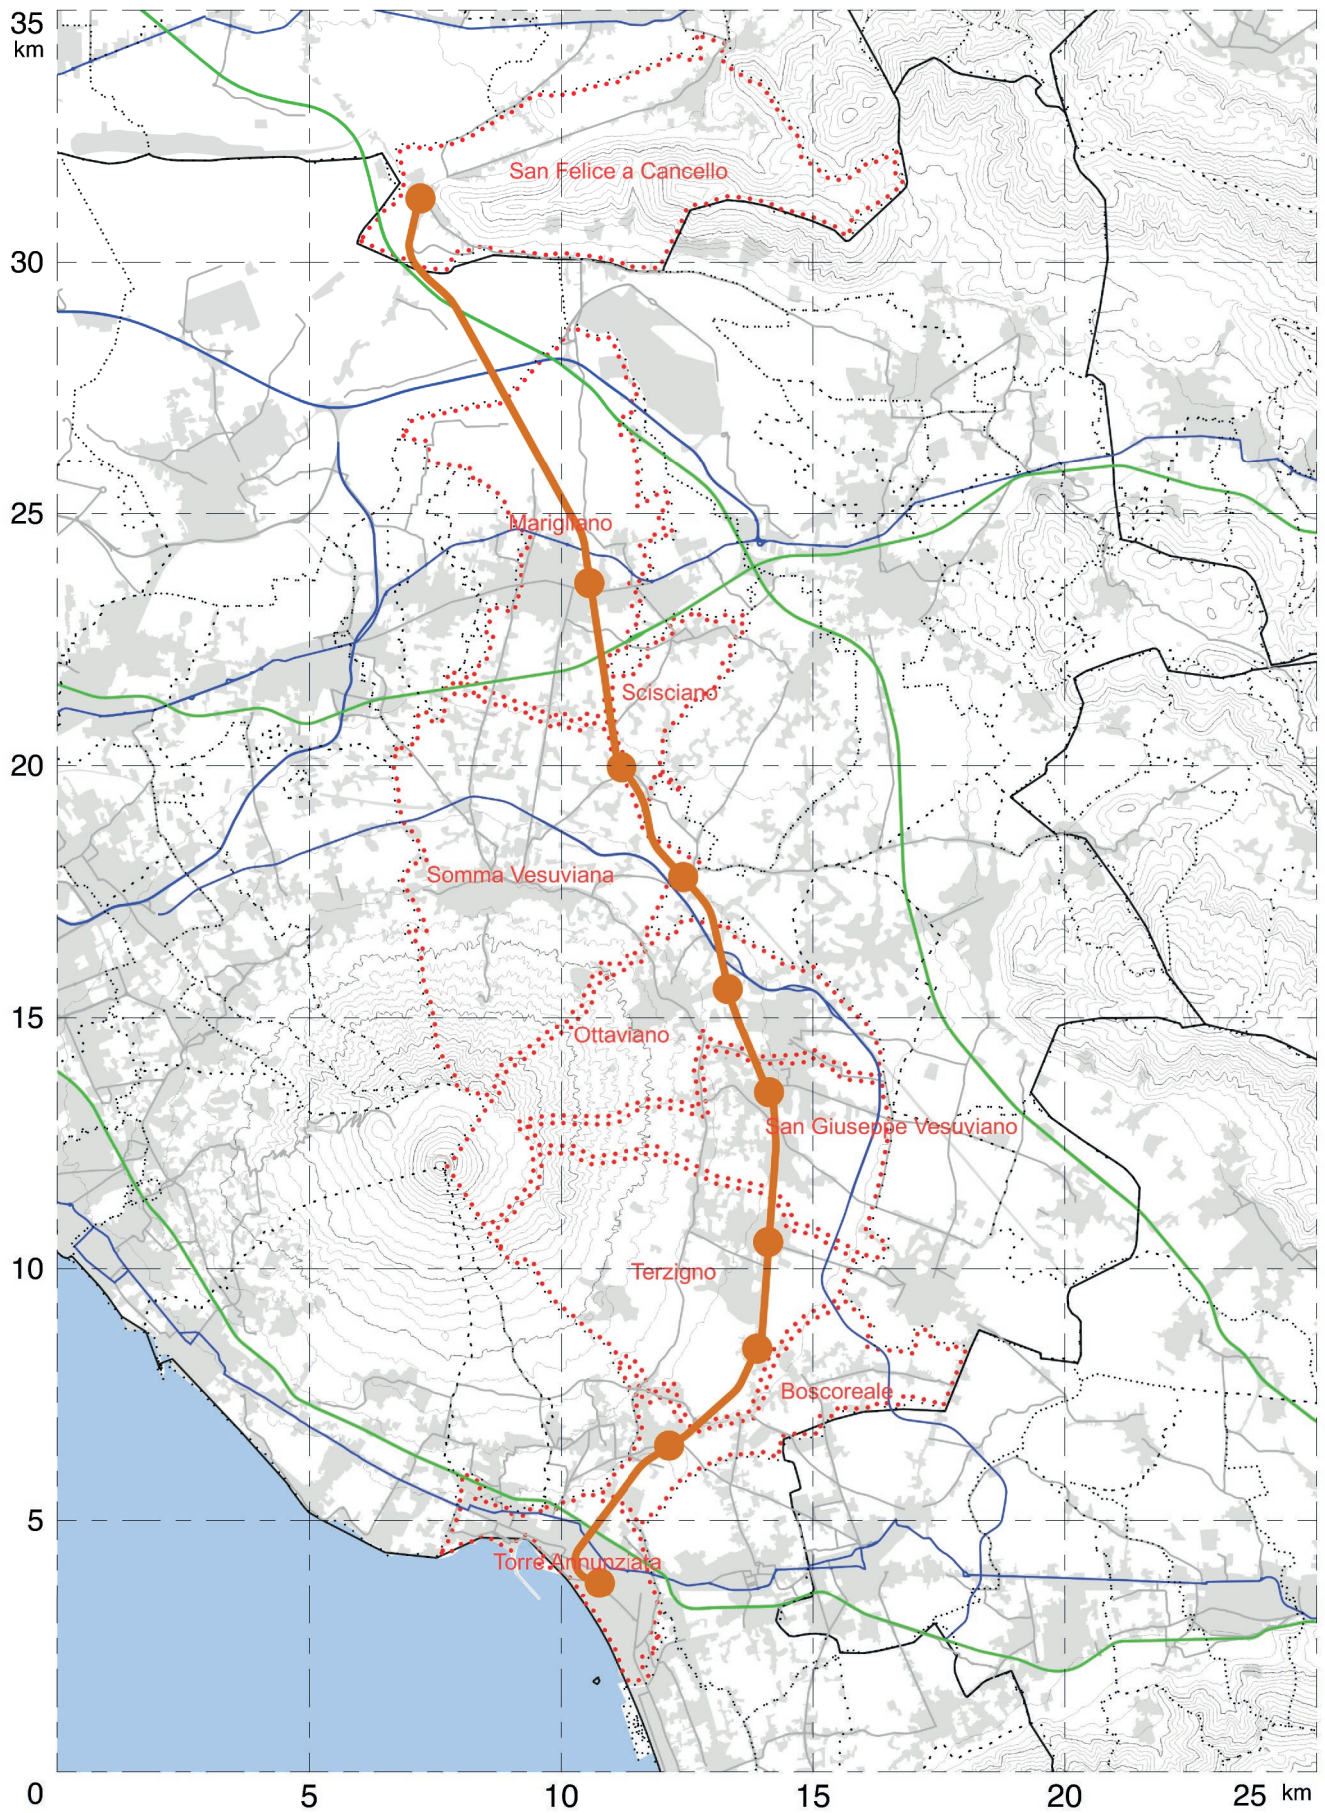 35
km
San Felice a Cancello
30
25
Marigliano
Scisciano
20
Somma Vesuviana
15
Ottaviano
San Giuseppe Vesuviano
10
Terzigno
Boscoreale
5
Torre Annunziata
0 5 10 15 20 25 km